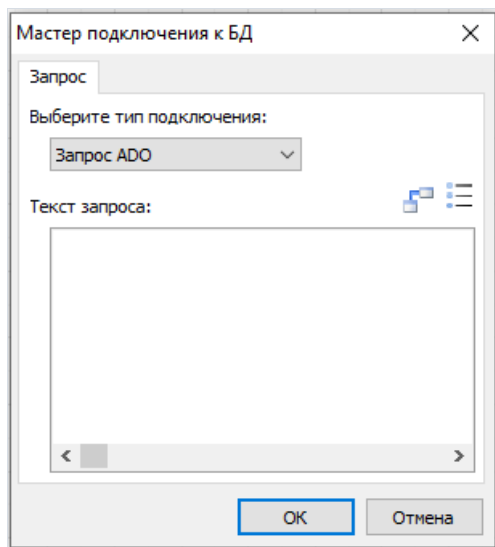 Мастер подключения к БД
Запрос
Выберите тип подключения:
Запрос ADO
Текст запроса:
OK
Отмена